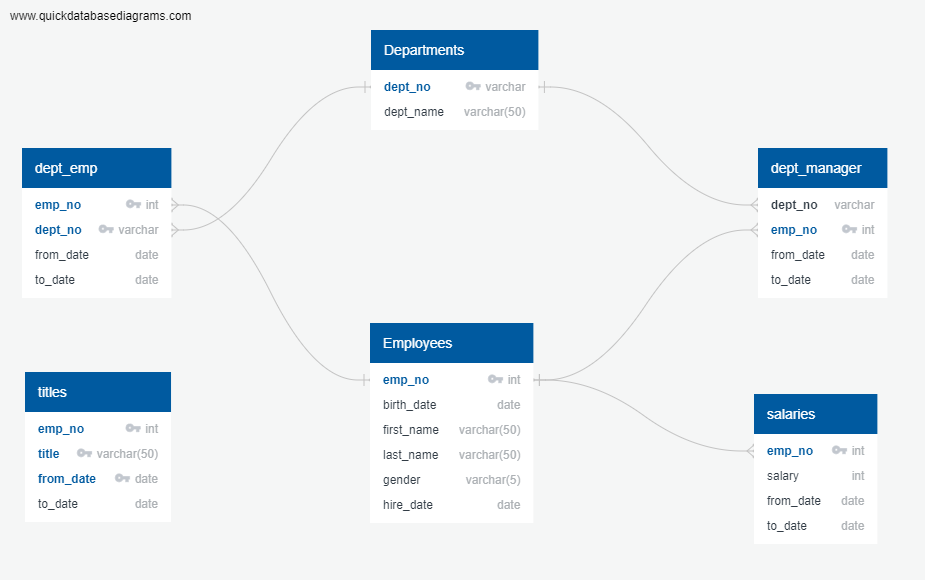 www.quickdatabasediagrams.com
Departments
dept_no varchar
dept_name varchar(50)
dept_emp
emp_no int
dept_no varchar
from_date date
to_date date
dept_manager
dept_no varchar
emp_no int
from_date date
to_date date
Employees
emp_no int
birth_date date
first_name varchar(50)
last_name varchar(50)
gender varchar(5)
hire_date date
titles
emp_no int
title varchar(50)
from_date date
to_date date
salaries
emp_no int
salary int
from_date date
to_date date